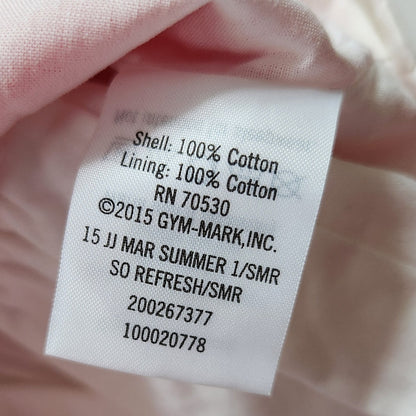 Shell: 100% Cotton
Lining: 100% Cotton
RN 70530
©2015 GYM-MARK,INC.
15 JJ MAR SUMMER 1/SMR
SO REFRESH/SMR
200267377
100020778